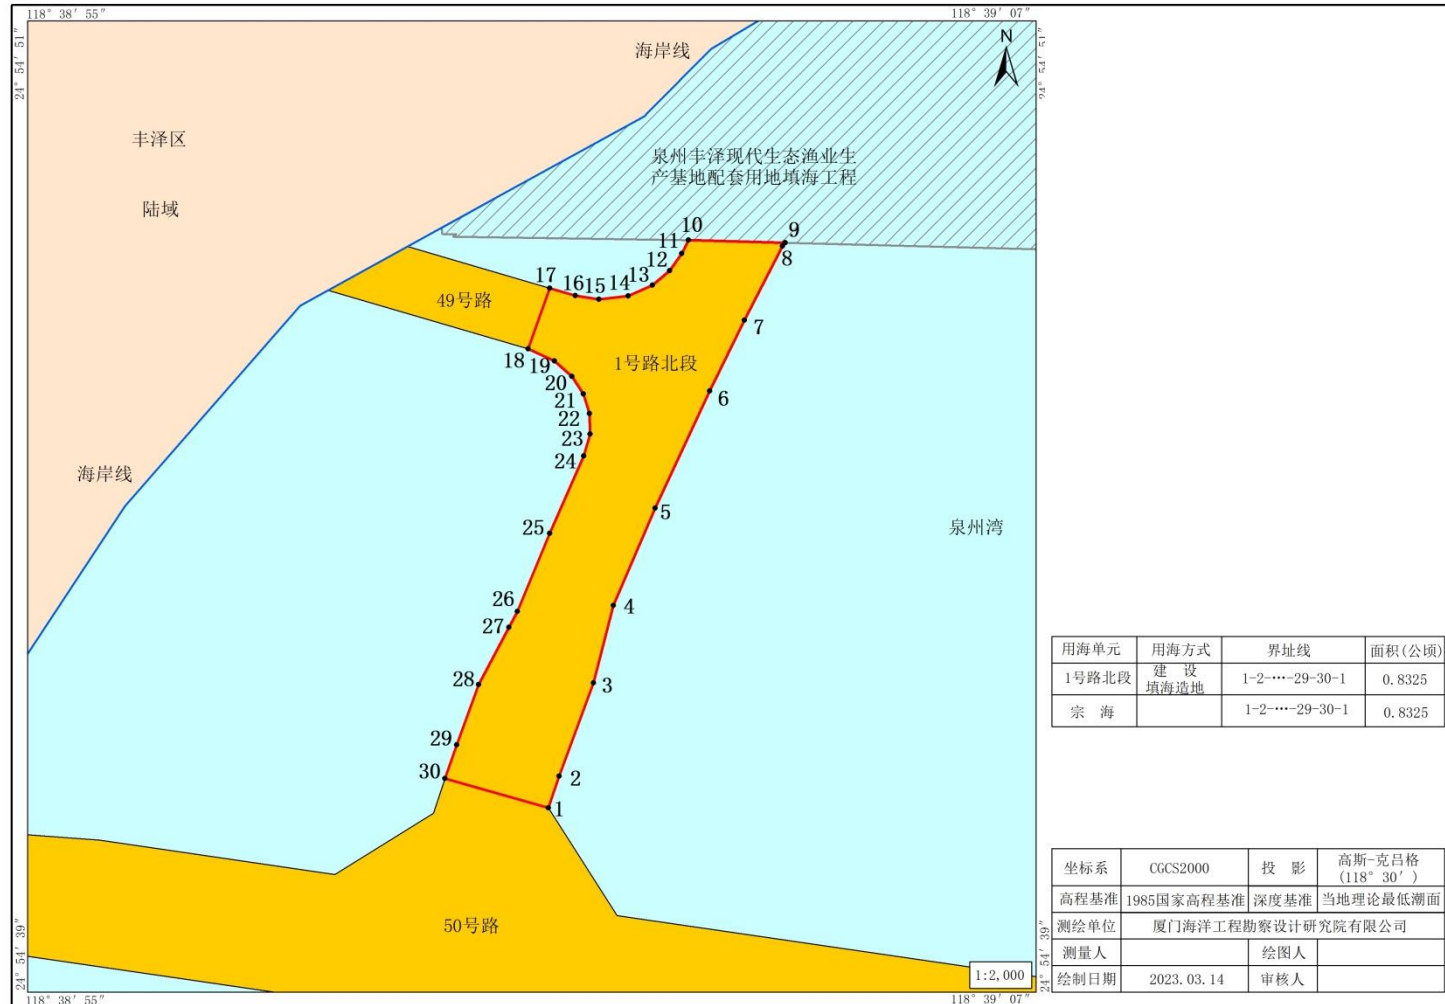 118° 38′ 55″
118° 39′ 07″
24° 54′ 51″
24° 54′ 51″
N
海岸线
丰泽区
陆域
泉州丰泽现代生态渔业生
产基地配套用地填海工程
10
9
11
8
12
13
17
16
15
14
49号路
7
18
19
1号路北段
20
6
21
22
23
24
海岸线
5
25
泉州湾
26
4
27
28
3
29
30
2
1
50号路
用海单元 用海方式 界址线 面积(公顷)
1号路北段 建 设
填海造地 1-2-···-29-30-1 0.8325
宗 海 1-2-···-29-30-1 0.8325
坐标系 CGCS2000 投 影 高斯-克吕格
(118° 30′ )
高程基准 1985国家高程基准 深度基准 当地理论最低潮面
测绘单位 厦门海洋工程勘察设计研究院有限公司
测量人 绘图人
绘制日期 2023.03.14 审核人
1:2,000
24° 54′ 39″
24° 54′ 39″
118° 38′ 55″
118° 39′ 07″